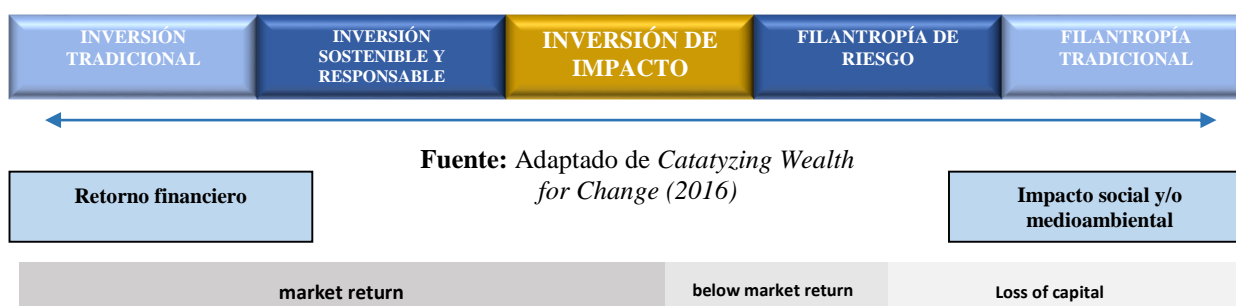 INVERSIÓN
TRADICIONAL
INVERSIÓN
SOSTENIBLE Y
RESPONSABLE
INVERSIÓN DE
IMPACTO
FILANTROPÍA DE
RIESGO
FILANTROPÍA
TRADICIONAL
Fuente: Adaptado de Catatyzing Wealth
for Change (2016)
Retorno financiero
Impacto social y/o
medioambiental
market return
below market return
Loss of capital